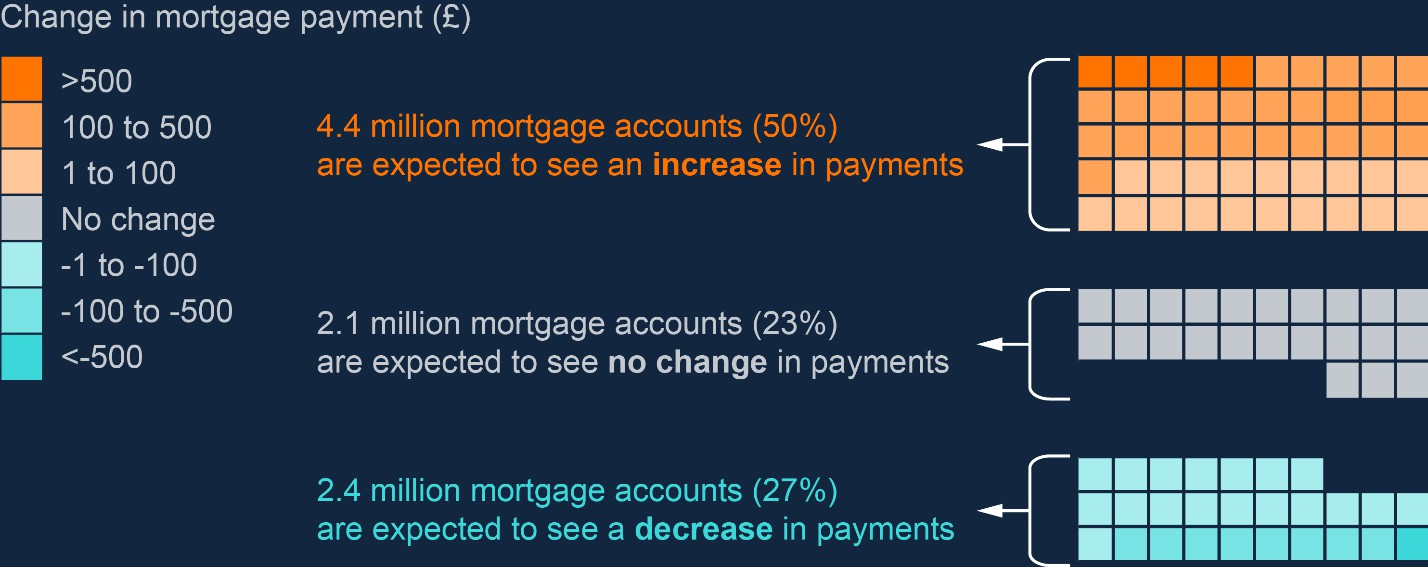 Change in mortgage payment (£)
>500
100 to 500
1 to 100
No change
-1 to -100
-100 to -500
<-500
4.4 million mortgage accounts (50%)
are expected to see an increase in payments
2.1 million mortgage accounts (23%)
are expected to see no change in payments
2.4 million mortgage accounts (27%)
are expected to see a decrease in payments